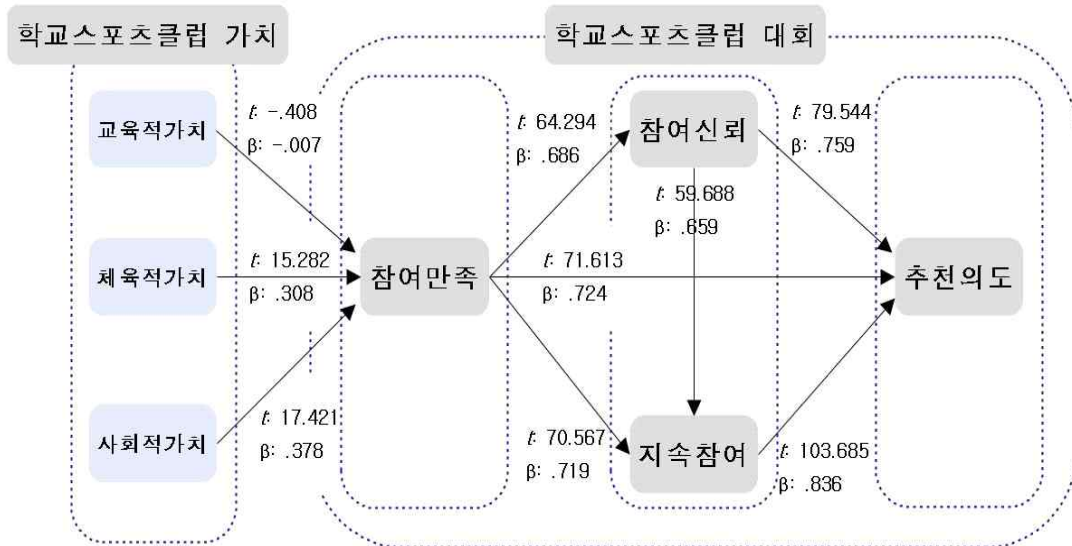 학교스포츠클럽 가치
학교스포츠클럽 대회
교육적가치
t: -.408
β: -.007
t: 64.294
β: .686
참여신뢰
t: 79.544
β: .759
t: 59.688
β: .659
체육적가치
t: 15.282
β: .308
참여만족
t: 71.613
β: .724
추천의도
사회적가치
t: 17.421
β: .378
t: 70.567
β: .719
지속참여
t: 103.685
β: .836